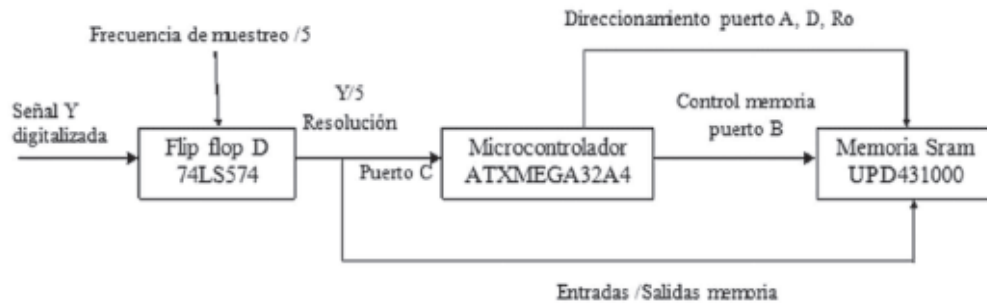 Direccionamiento puerto A, D, Ro
Frecuencia de muestreo /5
Señal Y
digitalizada
Y/5
Resolución
Control memoria
puerto B
Flip flop D
74LS574
Puerto C
Microcontrolador
ATXMEGA32A4
Memoria Sram
UPD431000
Entradas /Salidas memoria